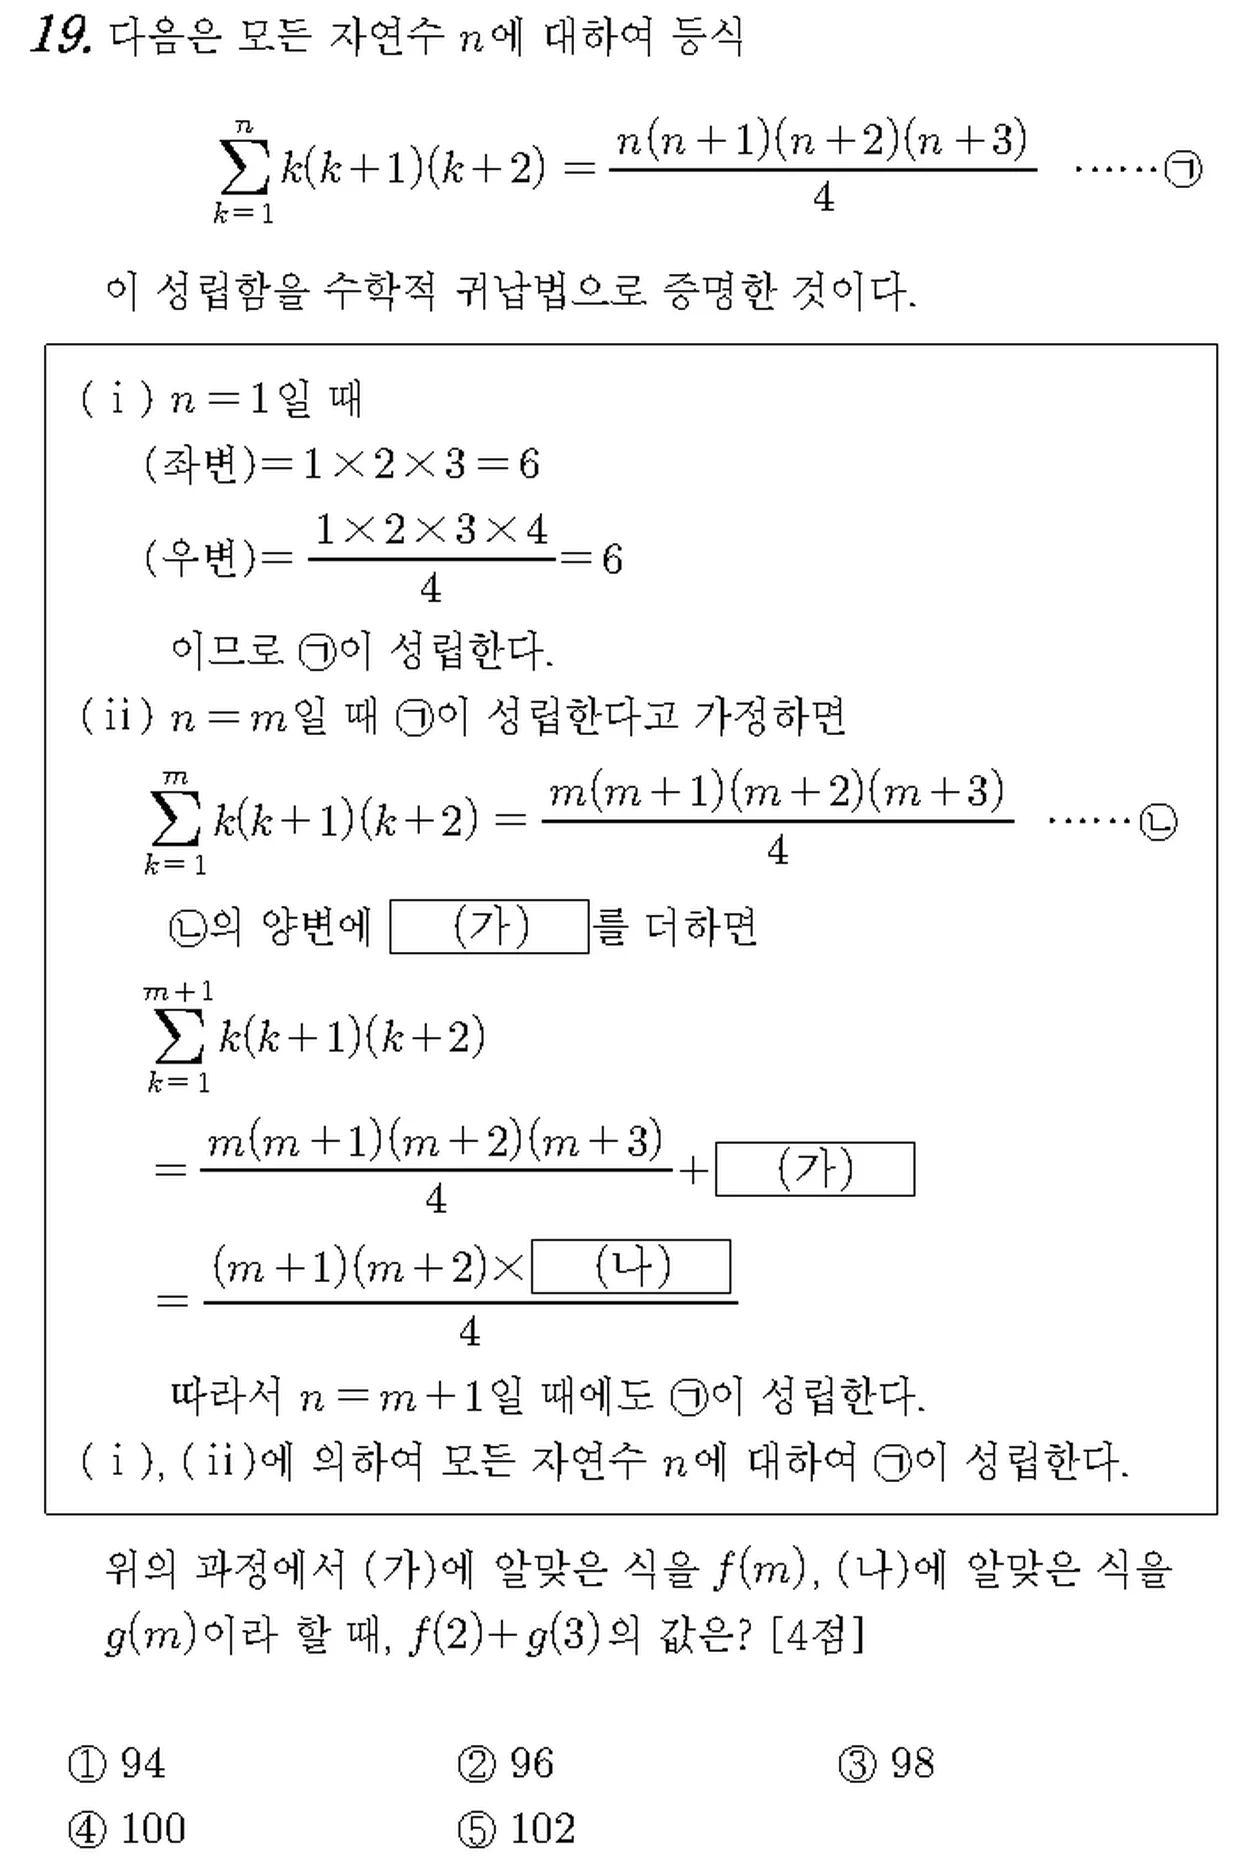 19. 다음은 모든 자연수 n에 대하여 등식
\sum_{k=1}^{n} k(k+1)(k+2) = \frac{n(n+1)(n+2)(n+3)}{4} ……㉠
이 성립함을 수학적 귀납법으로 증명한 것이다.
(ⅰ) n=1일 때
(좌변)=1×2×3=6
(우변)= \frac{1×2×3×4}{4} =6
이므로 ㉠이 성립한다.
(ⅱ) n=m일 때 ㉠이 성립한다고 가정하면
\sum_{k=1}^{m} k(k+1)(k+2) = \frac{m(m+1)(m+2)(m+3)}{4} ……㉡
㉡의 양변에 (가) 를 더하면
\sum_{k=1}^{m+1} k(k+1)(k+2)
= \frac{m(m+1)(m+2)(m+3)}{4} + (가)
= \frac{(m+1)(m+2)× (나)}{4}
따라서 n=m+1일 때에도 ㉠이 성립한다.
(ⅰ), (ⅱ)에 의하여 모든 자연수 n에 대하여 ㉠이 성립한다.
위의 과정에서 (가)에 알맞은 식을 f(m), (나)에 알맞은 식을
g(m)이라 할 때, f(2)+g(3)의 값은? [4점]
① 94 ② 96 ③ 98
④ 100 ⑤ 102